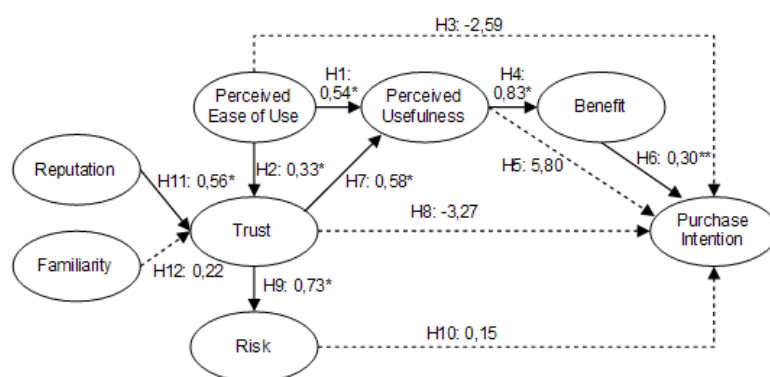 H3: -2,59
H1:
0,54*
H4:
0,83*
Perceived
Ease of Use
Perceived
Usefulness
Benefit
Reputation
H11: 0,56*
H2: 0,33*
H7: 0,58*
H5: 5,80
H6: 0,30**
Trust
H8: -3,27
Purchase
Intention
Familiarity
H12: 0,22
H9: 0,73*
Risk
H10: 0,15